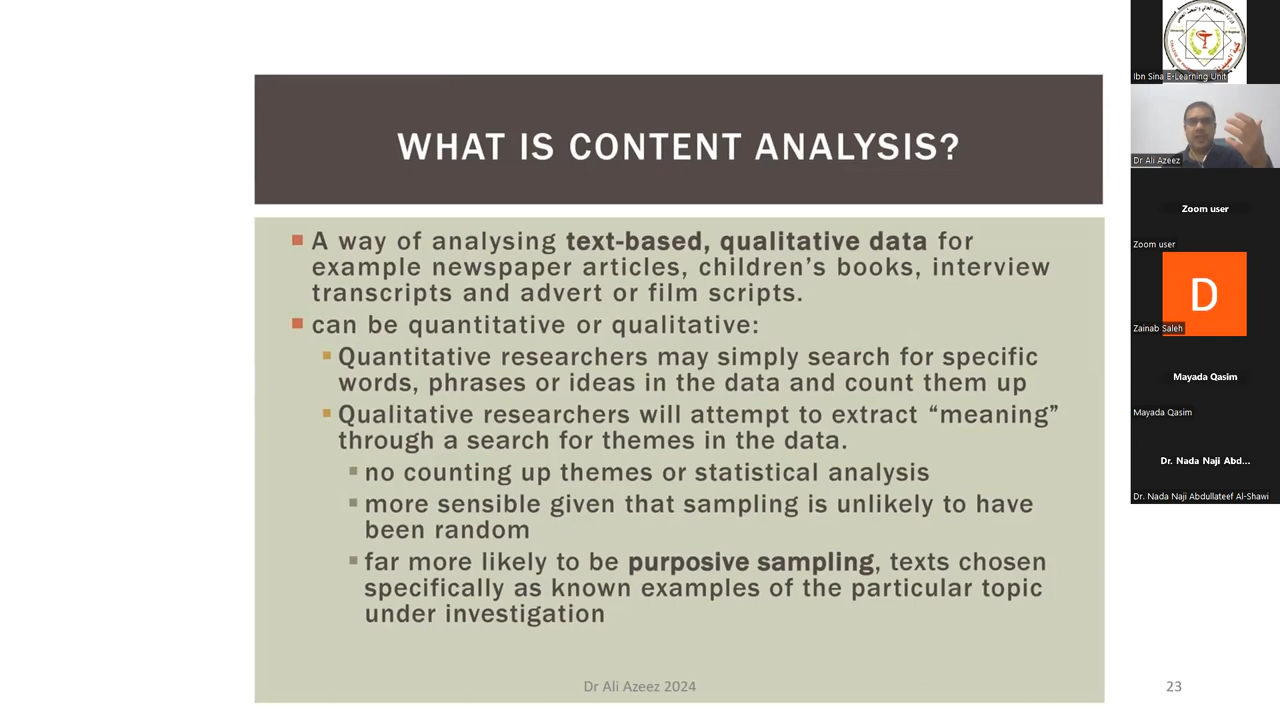 WHAT IS CONTENT ANALYSIS?
A way of analysing text-based, qualitative data for
example newspaper articles, children’s books, interview
transcripts and advert or film scripts.
can be quantitative or qualitative:
Quantitative researchers may simply search for specific
words, phrases or ideas in the data and count them up
Qualitative researchers will attempt to extract “meaning”
through a search for themes in the data.
no counting up themes or statistical analysis
more sensible given that sampling is unlikely to have
been random
far more likely to be purposive sampling, texts chosen
specifically as known examples of the particular topic
under investigation
Dr Ali Azeez 2024
23
Ibn Sina E-Learning Unit
Dr Ali Azeez
Zoom user
Zoom user
D
Zainab Saleh
Mayada Qasim
Mayada Qasim
Dr. Nada Naji Abd...
Dr. Nada Naji Abdullateef Al-Shawi